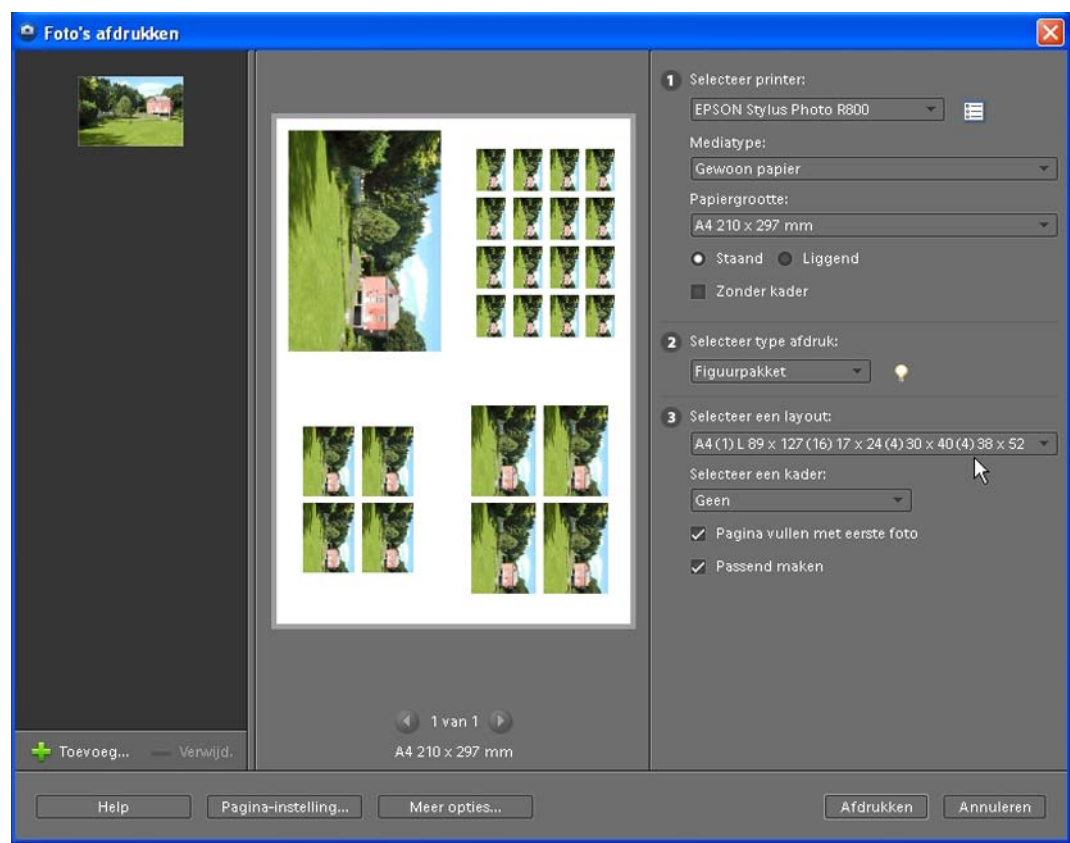 Foto's afdrukken
1 Selecteer printer:
EPSON Stylus Photo R800
Mediatype:
Gewoon papier
Papiergrootte:
A4 210 x 297 mm
Staand Liggend
Zonder kader
2 Selecteer type afdruk:
Figuurpakket
3 Selecteer een layout:
A4 (1) L 89 x 127 (16) 17 x 24 (4) 30 x 40 (4) 38 x 52
Selecteer een kader:
Geen
Pagina vullen met eerste foto
Passend maken
1 van 1
A4 210 x 297 mm
Toevoeg... Verwijd.
Help Pagina-instelling... Meer opties... Afdrukken Annuleren